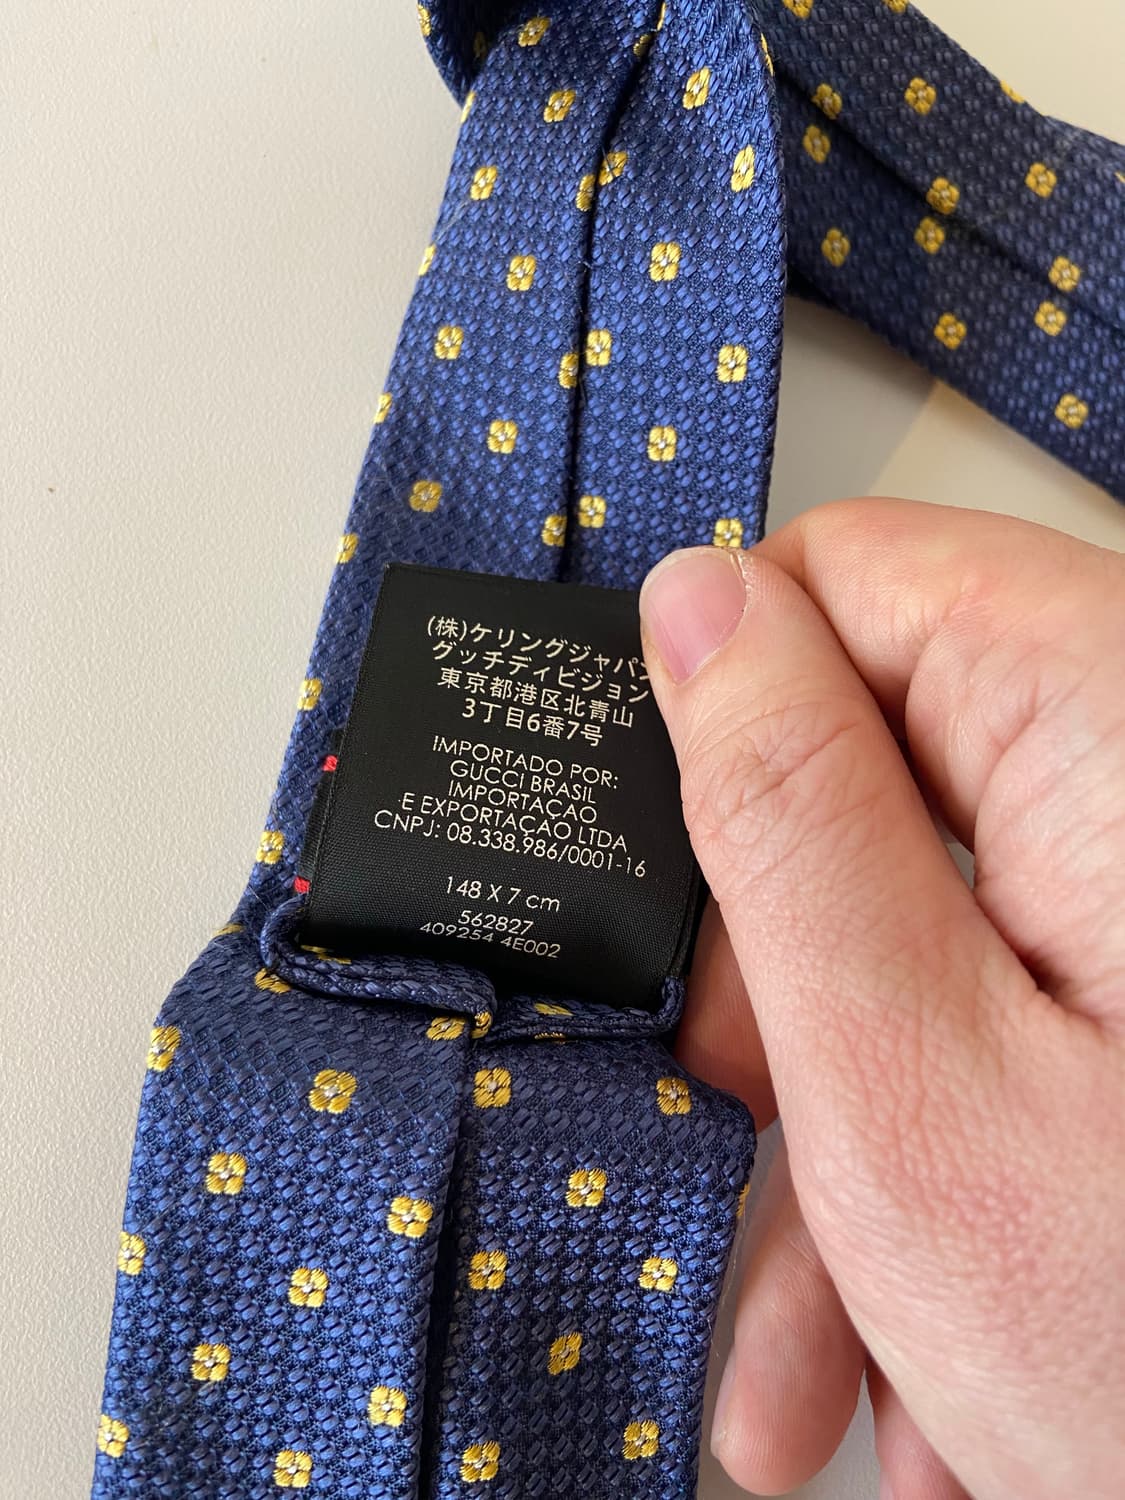 (株)ケリングジャパン
グッチディビジョン
東京都港区北青山
3丁目6番7号
IMPORTADO POR:
GUCCI BRASIL
IMPORTAÇAO
E EXPORTAÇAO LTDA
CNPJ: 08.338.986/0001-16
148 X 7 cm
562827
409254 4E002